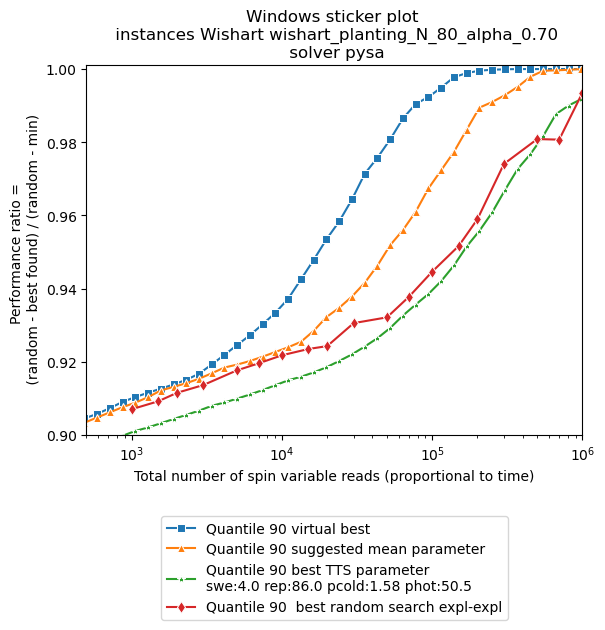 Windows sticker plot
instances Wishart wishart_planting_N_80_alpha_0.70
solver pysa
Performance ratio =
(random - best found) / (random - min)
1.00
0.98
0.96
0.94
0.92
0.90
10³
10⁴
10⁵
10⁶
Total number of spin variable reads (proportional to time)
Quantile 90 virtual best
Quantile 90 suggested mean parameter
Quantile 90 best TTS parameter
swe:4.0 rep:86.0 pcold:1.58 phot:50.5
Quantile 90  best random search expl-expl